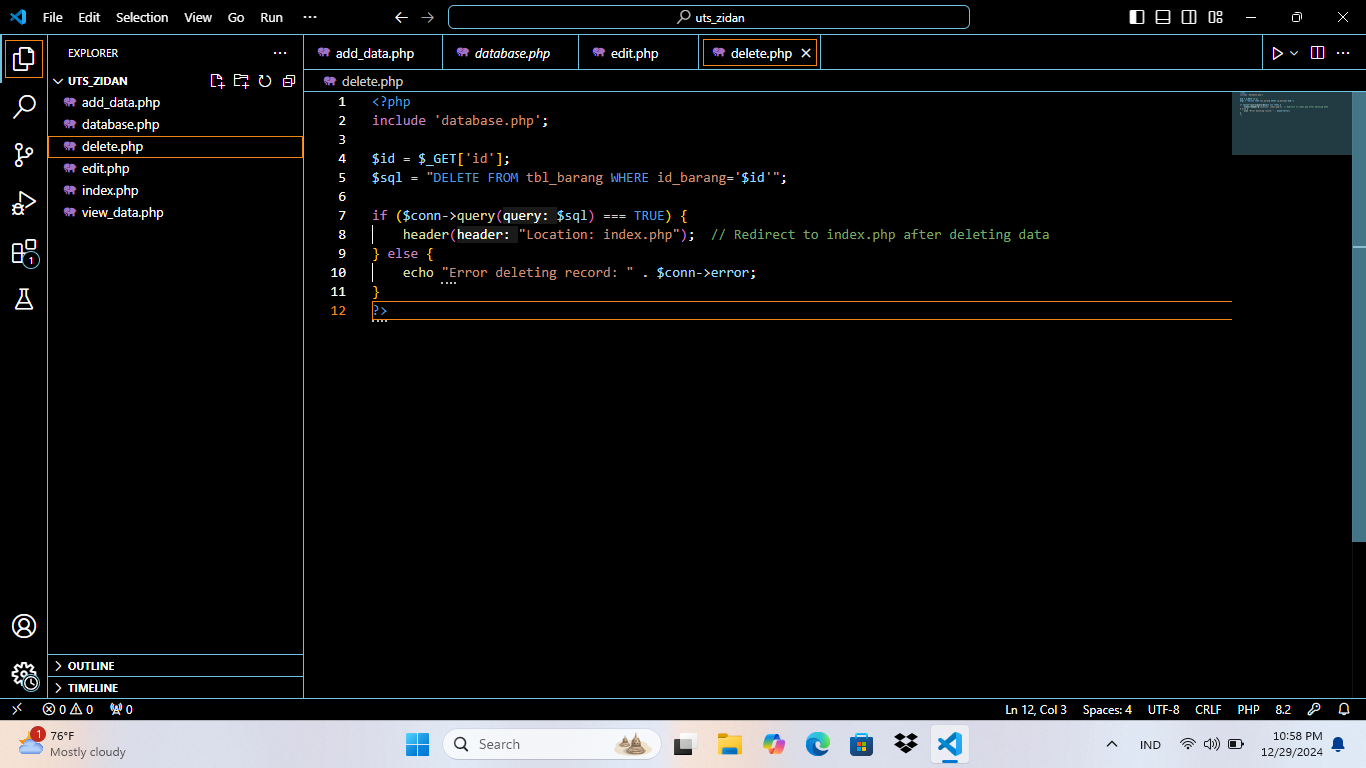 File Edit Selection View Go Run ··· uts_zidan
EXPLORER ···
UTS_ZIDAN
add_data.php
database.php
delete.php
edit.php
index.php
view_data.php
OUTLINE
TIMELINE
add_data.php database.php edit.php delete.php
delete.php
1 <?php
2 include 'database.php';
3
4 $id = $_GET['id'];
5 $sql = "DELETE FROM tbl_barang WHERE id_barang='$id'";
6
7 if ($conn->query(query: $sql) === TRUE) {
8 header(header: "Location: index.php"); // Redirect to index.php after deleting data
9 } else {
10 echo "Error deleting record: " . $conn->error;
11 }
12 ?>
1
0 0 0 Ln 12, Col 3 Spaces: 4 UTF-8 CRLF PHP 8.2
1 76°F
Mostly cloudy
Search
IND
10:58 PM
12/29/2024